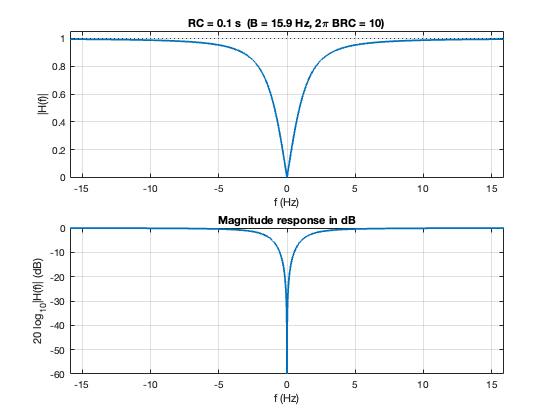 RC = 0.1 s (B = 15.9 Hz, 2π BRC = 10)
1
0.8
0.6
0.4
0.2
0
|H(f)|
-15 -10 -5 0 5 10 15
f (Hz)
Magnitude response in dB
0
-10
-20
-30
-40
-50
-60
20 log10|H(f)| (dB)
-15 -10 -5 0 5 10 15
f (Hz)